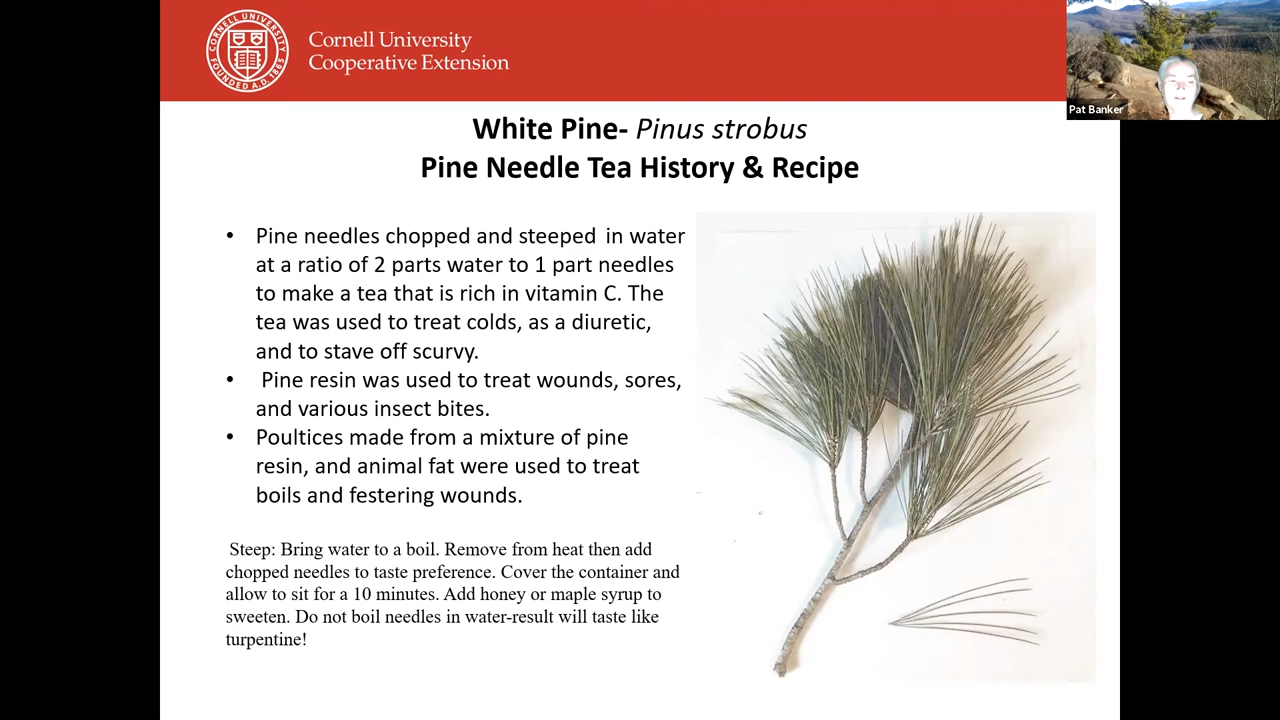 CORNELL UNIVERSITY
FOUNDED A.D. 1865
Cornell University
Cooperative Extension
Pat Banker
White Pine- Pinus strobus
Pine Needle Tea History & Recipe
• Pine needles chopped and steeped in water
at a ratio of 2 parts water to 1 part needles
to make a tea that is rich in vitamin C. The
tea was used to treat colds, as a diuretic,
and to stave off scurvy.
• Pine resin was used to treat wounds, sores,
and various insect bites.
• Poultices made from a mixture of pine
resin, and animal fat were used to treat
boils and festering wounds.
Steep: Bring water to a boil. Remove from heat then add
chopped needles to taste preference. Cover the container and
allow to sit for a 10 minutes. Add honey or maple syrup to
sweeten. Do not boil needles in water-result will taste like
turpentine!